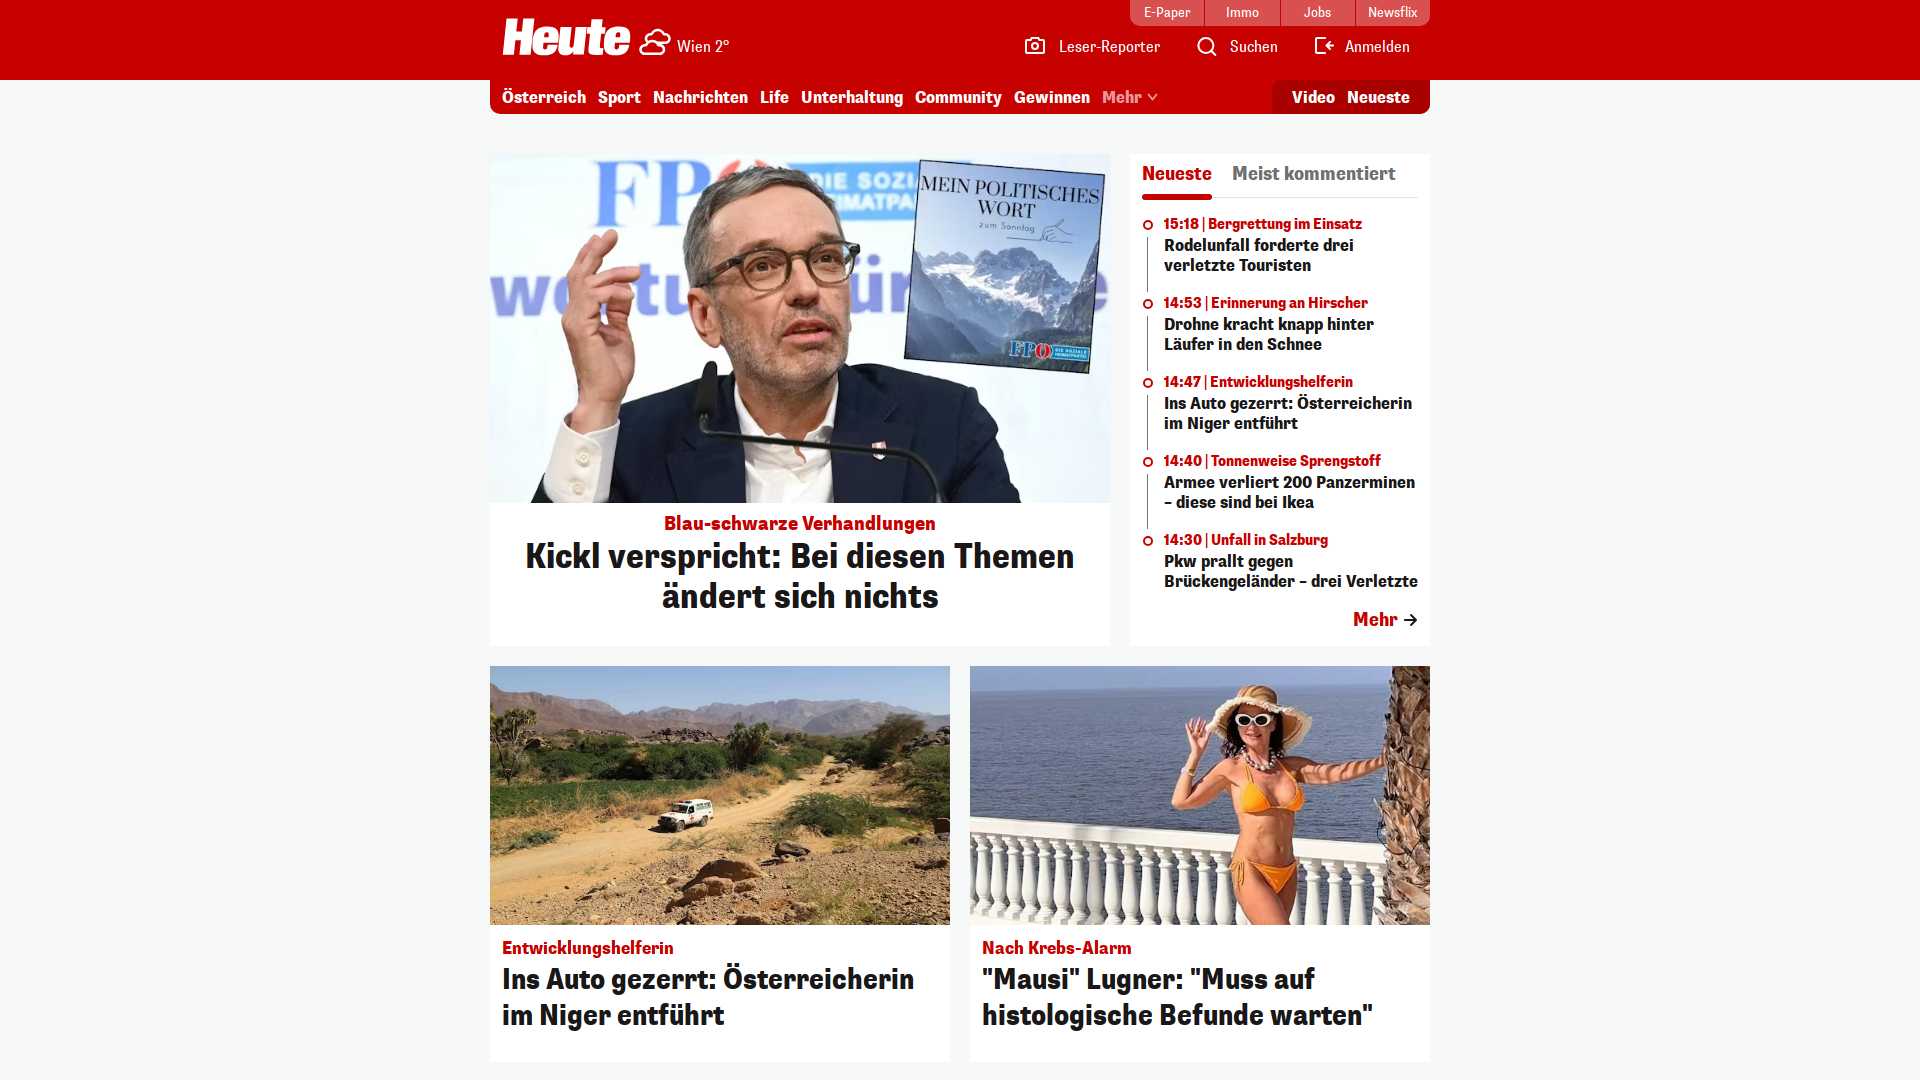 E-Paper
Immo
Jobs
Newsflix
Heute
Wien 2°
Leser-Reporter
Suchen
Anmelden
Österreich
Sport
Nachrichten
Life
Unterhaltung
Community
Gewinnen
Mehr
Video
Neueste
MEIN POLITISCHES
WORT
zum Sonntag
FPÖ
DIE SOZIALE
HEIMATPARTEI
Blau-schwarze Verhandlungen
Kickl verspricht: Bei diesen Themen
ändert sich nichts
Neueste
Meist kommentiert
15:18 | Bergrettung im Einsatz
Rodelunfall forderte drei
verletzte Touristen
14:53 | Erinnerung an Hirscher
Drohne kracht knapp hinter
Läufer in den Schnee
14:47 | Entwicklungshelferin
Ins Auto gezerrt: Österreicherin
im Niger entführt
14:40 | Tonnenweise Sprengstoff
Armee verliert 200 Panzerminen
– diese sind bei Ikea
14:30 | Unfall in Salzburg
Pkw prallt gegen
Brückengeländer – drei Verletzte
Mehr
Entwicklungshelferin
Ins Auto gezerrt: Österreicherin
im Niger entführt
Nach Krebs-Alarm
"Mausi" Lugner: "Muss auf
histologische Befunde warten"